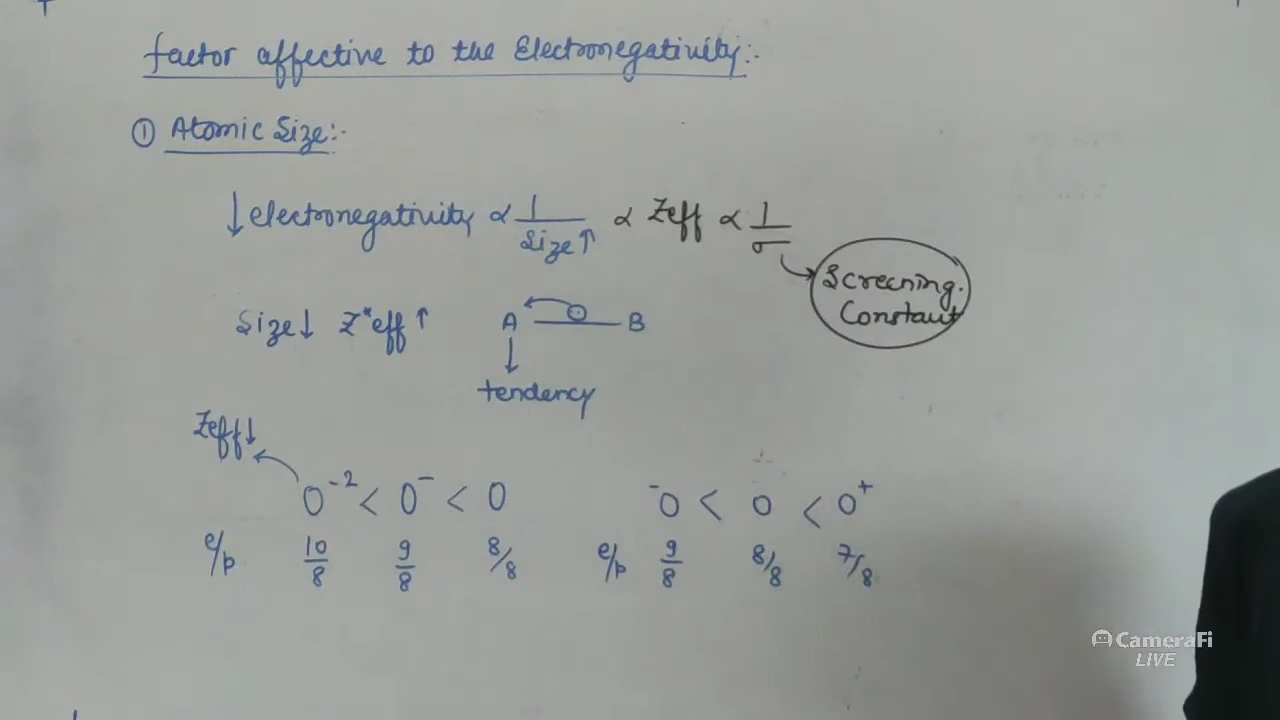 factor affective to the Electronegativity:-
① Atomic Size:-
↓ electronegativity ∝ 1/Size↑ ∝ Zeff ∝ 1/σ
Screening.
Constant
Size↓ Z*eff↑ A — B
tendency
Zeff↓
O⁻² < O⁻ < O ⁻O < O < O⁺
e/p 10/8 9/8 8/8 e/p 9/8 8/8 7/8
CameraFi
LIVE